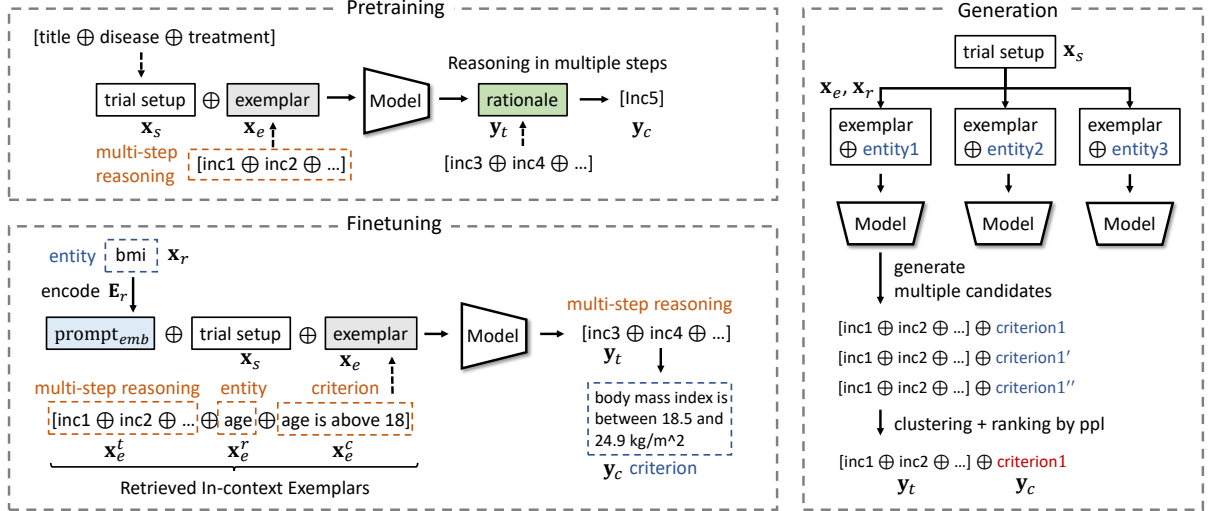 Pretraining
[title ⊕ disease ⊕ treatment]
trial setup ⊕ exemplar
x_s
x_e
Model
Reasoning in multiple steps
rationale
[Inc5]
y_t
y_c
multi-step
reasoning
[inc1 ⊕ inc2 ⊕ ...]
[inc3 ⊕ inc4 ⊕ ...]
Finetuning
entity
bmi
x_r
encode E_r
prompt_emb ⊕ trial setup ⊕ exemplar
x_s
x_e
Model
multi-step reasoning
[inc3 ⊕ inc4 ⊕ ...]
y_t
multi-step reasoning
entity
criterion
[inc1 ⊕ inc2 ⊕ ... ⊕ age ⊕ age is above 18]
x_e^t
x_e^r
x_e^c
Retrieved In-context Exemplars
body mass index is
between 18.5 and
24.9 kg/m^2
y_c criterion
Generation
trial setup
x_s
x_e, x_r
exemplar
⊕ entity1
exemplar
⊕ entity2
exemplar
⊕ entity3
Model
Model
Model
generate
multiple candidates
[inc1 ⊕ inc2 ⊕ ...] ⊕ criterion1
[inc1 ⊕ inc2 ⊕ ...] ⊕ criterion1′
[inc1 ⊕ inc2 ⊕ ...] ⊕ criterion1′′
clustering + ranking by ppl
[inc1 ⊕ inc2 ⊕ ...] ⊕ criterion1
y_t
y_c